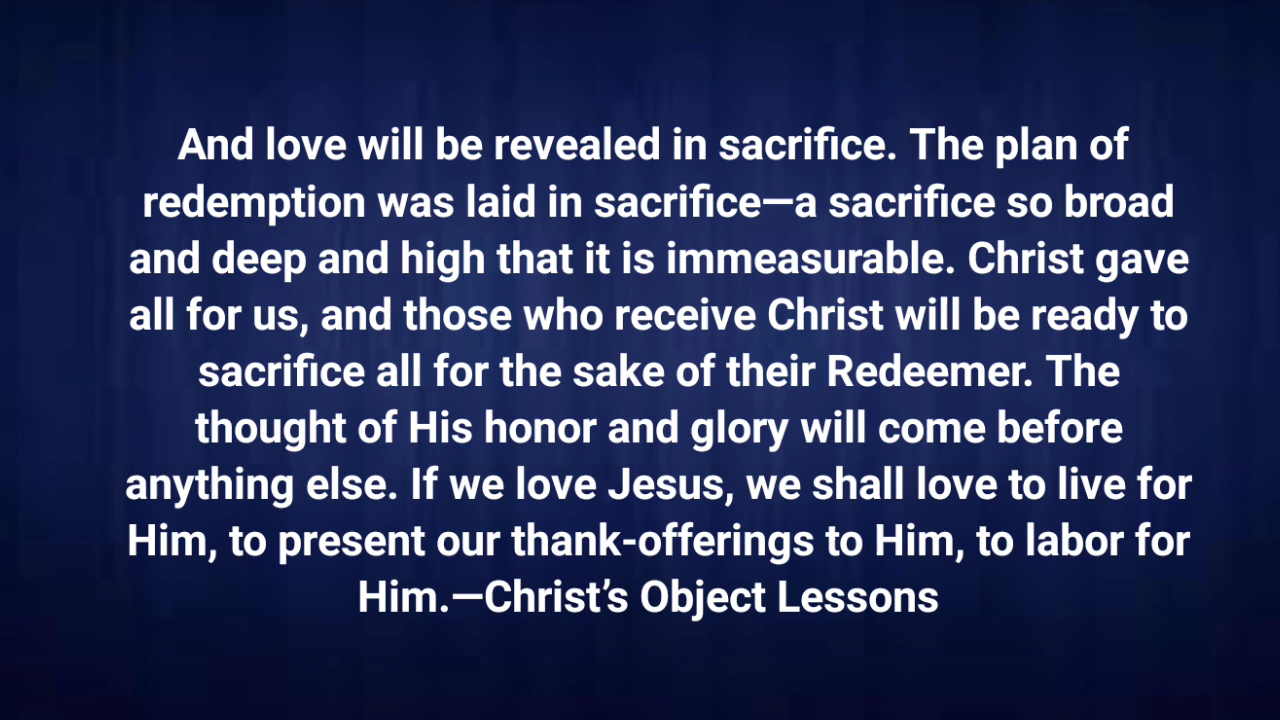 And love will be revealed in sacrifice. The plan of
redemption was laid in sacrifice—a sacrifice so broad
and deep and high that it is immeasurable. Christ gave
all for us, and those who receive Christ will be ready to
sacrifice all for the sake of their Redeemer. The
thought of His honor and glory will come before
anything else. If we love Jesus, we shall love to live for
Him, to present our thank-offerings to Him, to labor for
Him.—Christ’s Object Lessons